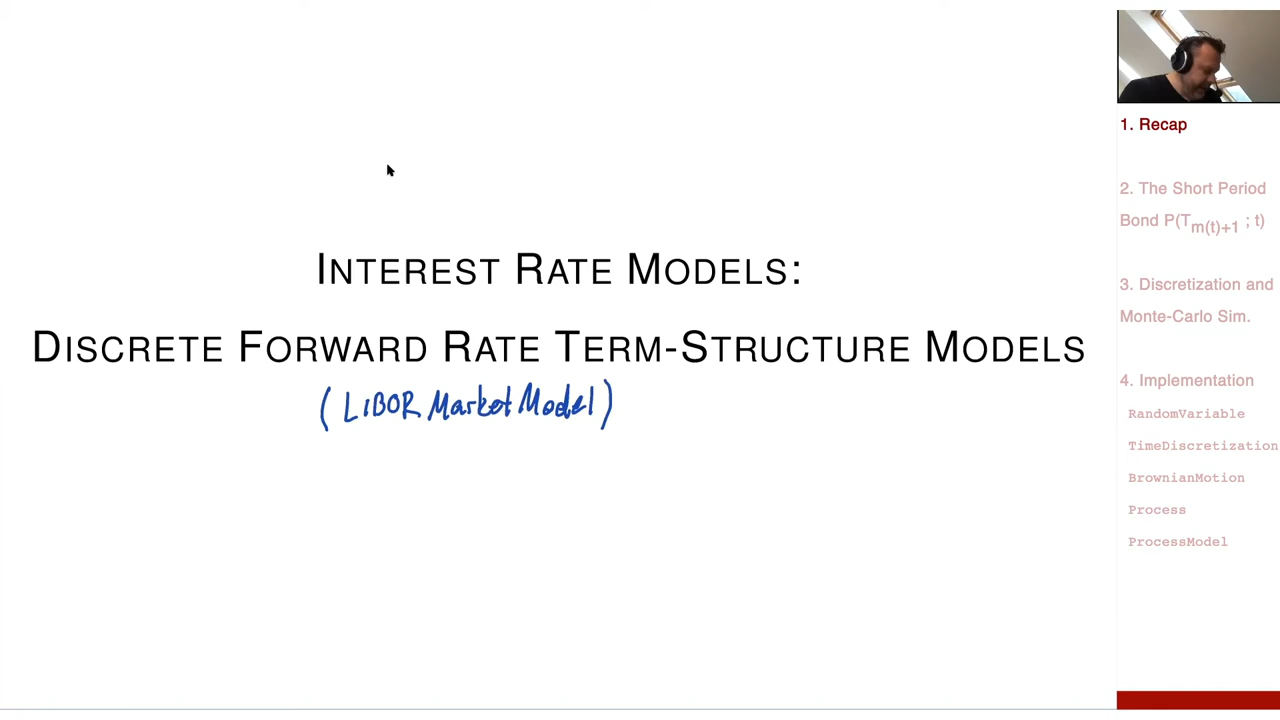 INTEREST RATE MODELS:
DISCRETE FORWARD RATE TERM-STRUCTURE MODELS
(LIBOR Market Model)
1. Recap
2. The Short Period
Bond P(T_{m(t)+1} ; t)
3. Discretization and
Monte-Carlo Sim.
4. Implementation
RandomVariable
TimeDiscretization
BrownianMotion
Process
ProcessModel